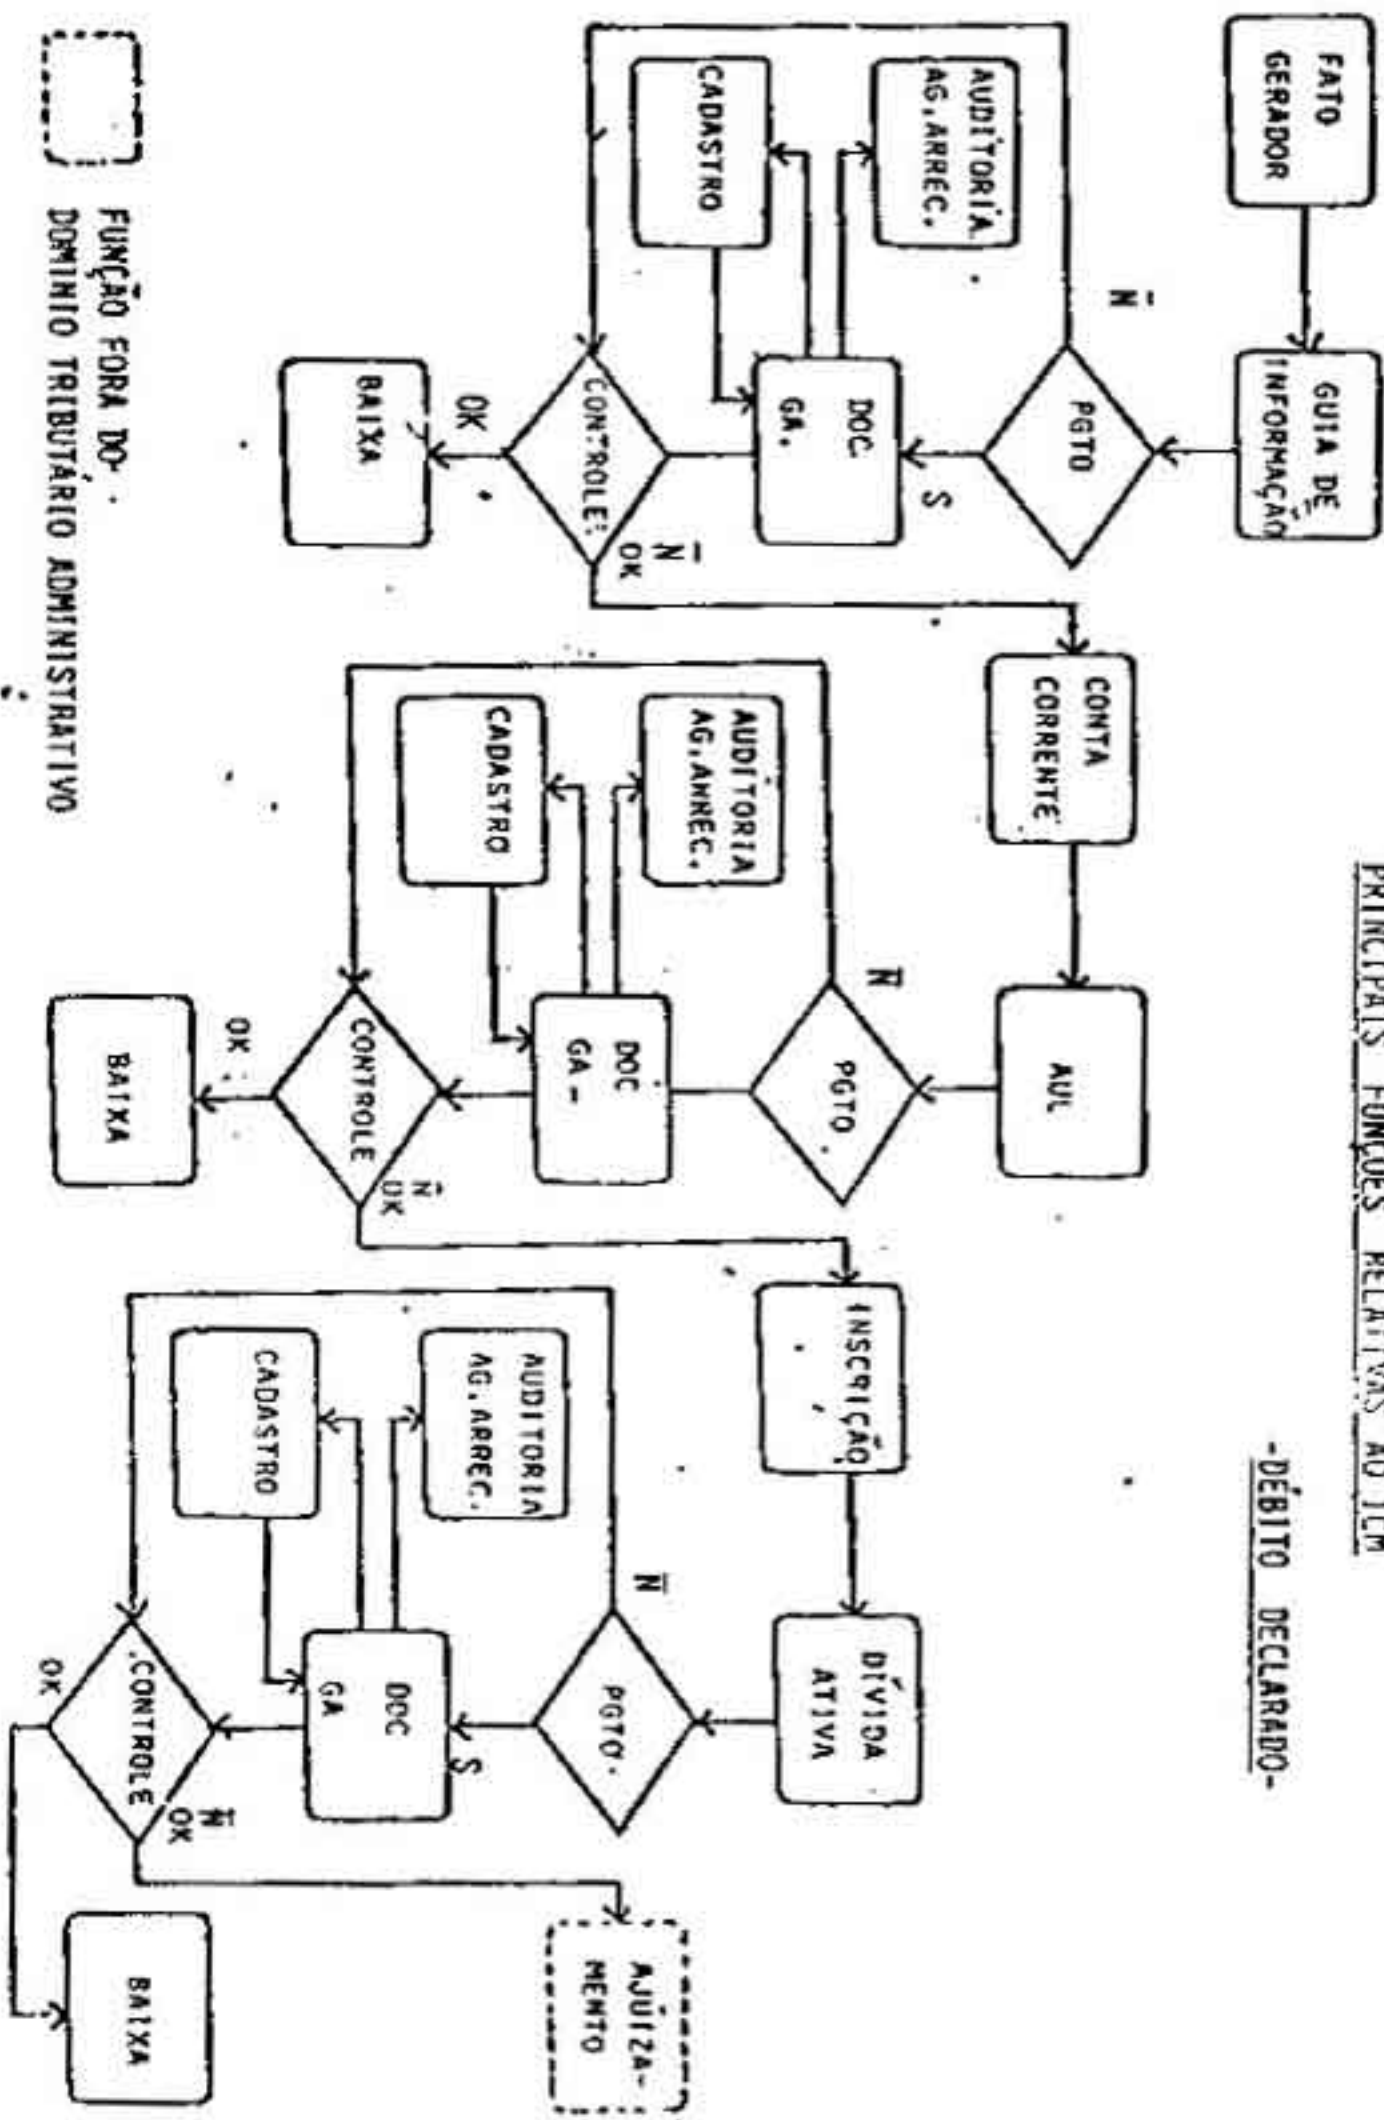 PRINCIPAIS FUNÇÕES RELATIVAS AO ICM
-DÉBITO DECLARADO-
FATO
GERADOR
GUIA DE
INFORMAÇÃO
PGTO
N
S
AUDITORIA
AG.ARREC.
CADASTRO
DOC
GA.
CONTROLE
OK
N
OK
BAIXA
CONTA
CORRENTE
AUL
PGTO.
N
AUDITORIA
AG.ARREC.
CADASTRO
DOC
GA-
CONTROLE
OK
N
OK
BAIXA
INSCRIÇÃO
DÍVIDA
ATIVA
PGTO.
N
S
AUDITORIA
AG.ARREC.
CADASTRO
DOC
GA
CONTROLE
OK
N
OK
BAIXA
AJUIZA-
MENTO
FUNÇÃO FORA DO
DOMINIO TRIBUTÁRIO ADMINISTRATIVO